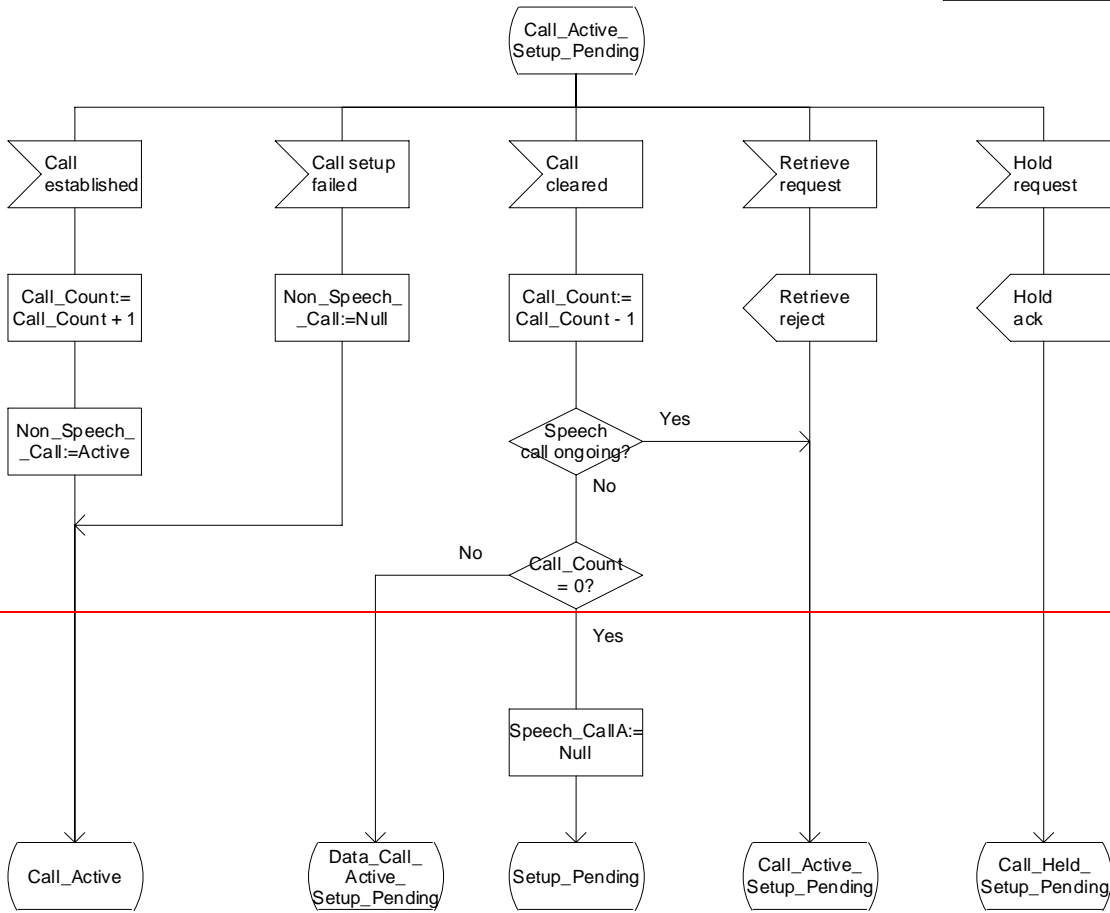 Call_Active_
Setup_Pending
Call
established
Call setup
failed
Call
cleared
Retrieve
request
Hold
request
Call_Count:=
Call_Count + 1
Non_Speech_
_Call:=Null
Call_Count:=
Call_Count - 1
Retrieve
reject
Hold
ack
Non_Speech_
_Call:=Active
Speech
call ongoing?
Yes
No
Call_Count
= 0?
No
Yes
Speech_CallA:=
Null
Call_Active
Data_Call_
Active_
Setup_Pending
Setup_Pending
Call_Active_
Setup_Pending
Call_Held_
Setup_Pending